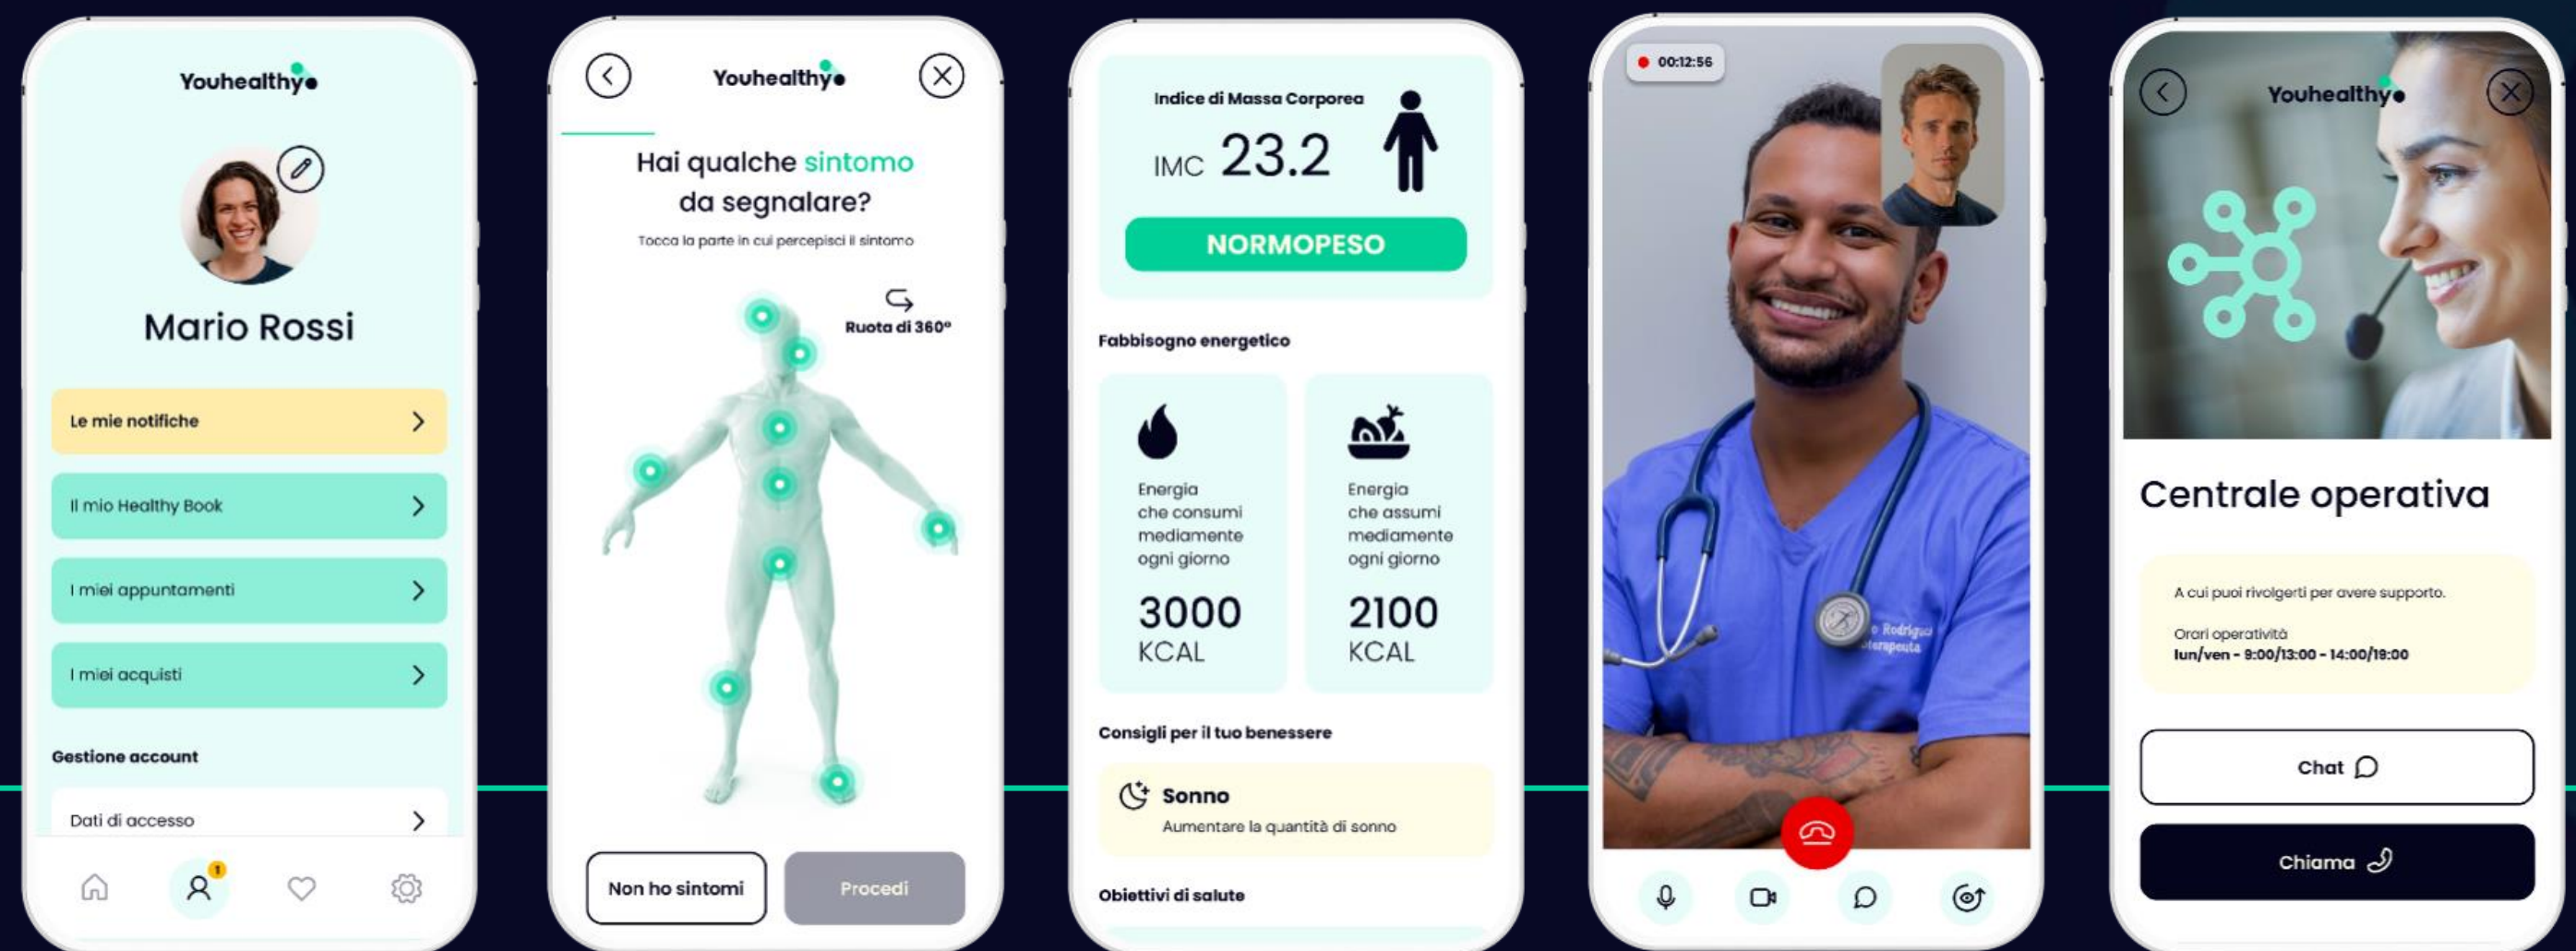 Youhealthy
Mario Rossi
Le mie notifiche
Il mio Healthy Book
I miei appuntamenti
I miei acquisti
Gestione account
Dati di accesso
1
Youhealthy
Hai qualche sintomo
da segnalare?
Tocca la parte in cui percepisci il sintomo
Ruota di 360°
Non ho sintomi
Procedi
Indice di Massa Corporea
IMC 23.2
NORMOPESO
Fabbisogno energetico
Energia
che consumi
mediamente
ogni giorno
3000
KCAL
Energia
che assumi
mediamente
ogni giorno
2100
KCAL
Consigli per il tuo benessere
Sonno
Aumentare la quantità di sonno
Obiettivi di salute
00:12:56
Youhealthy
Centrale operativa
A cui puoi rivolgerti per avere supporto.
Orari operatività
lun/ven - 9:00/13:00 - 14:00/19:00
Chat
Chiama